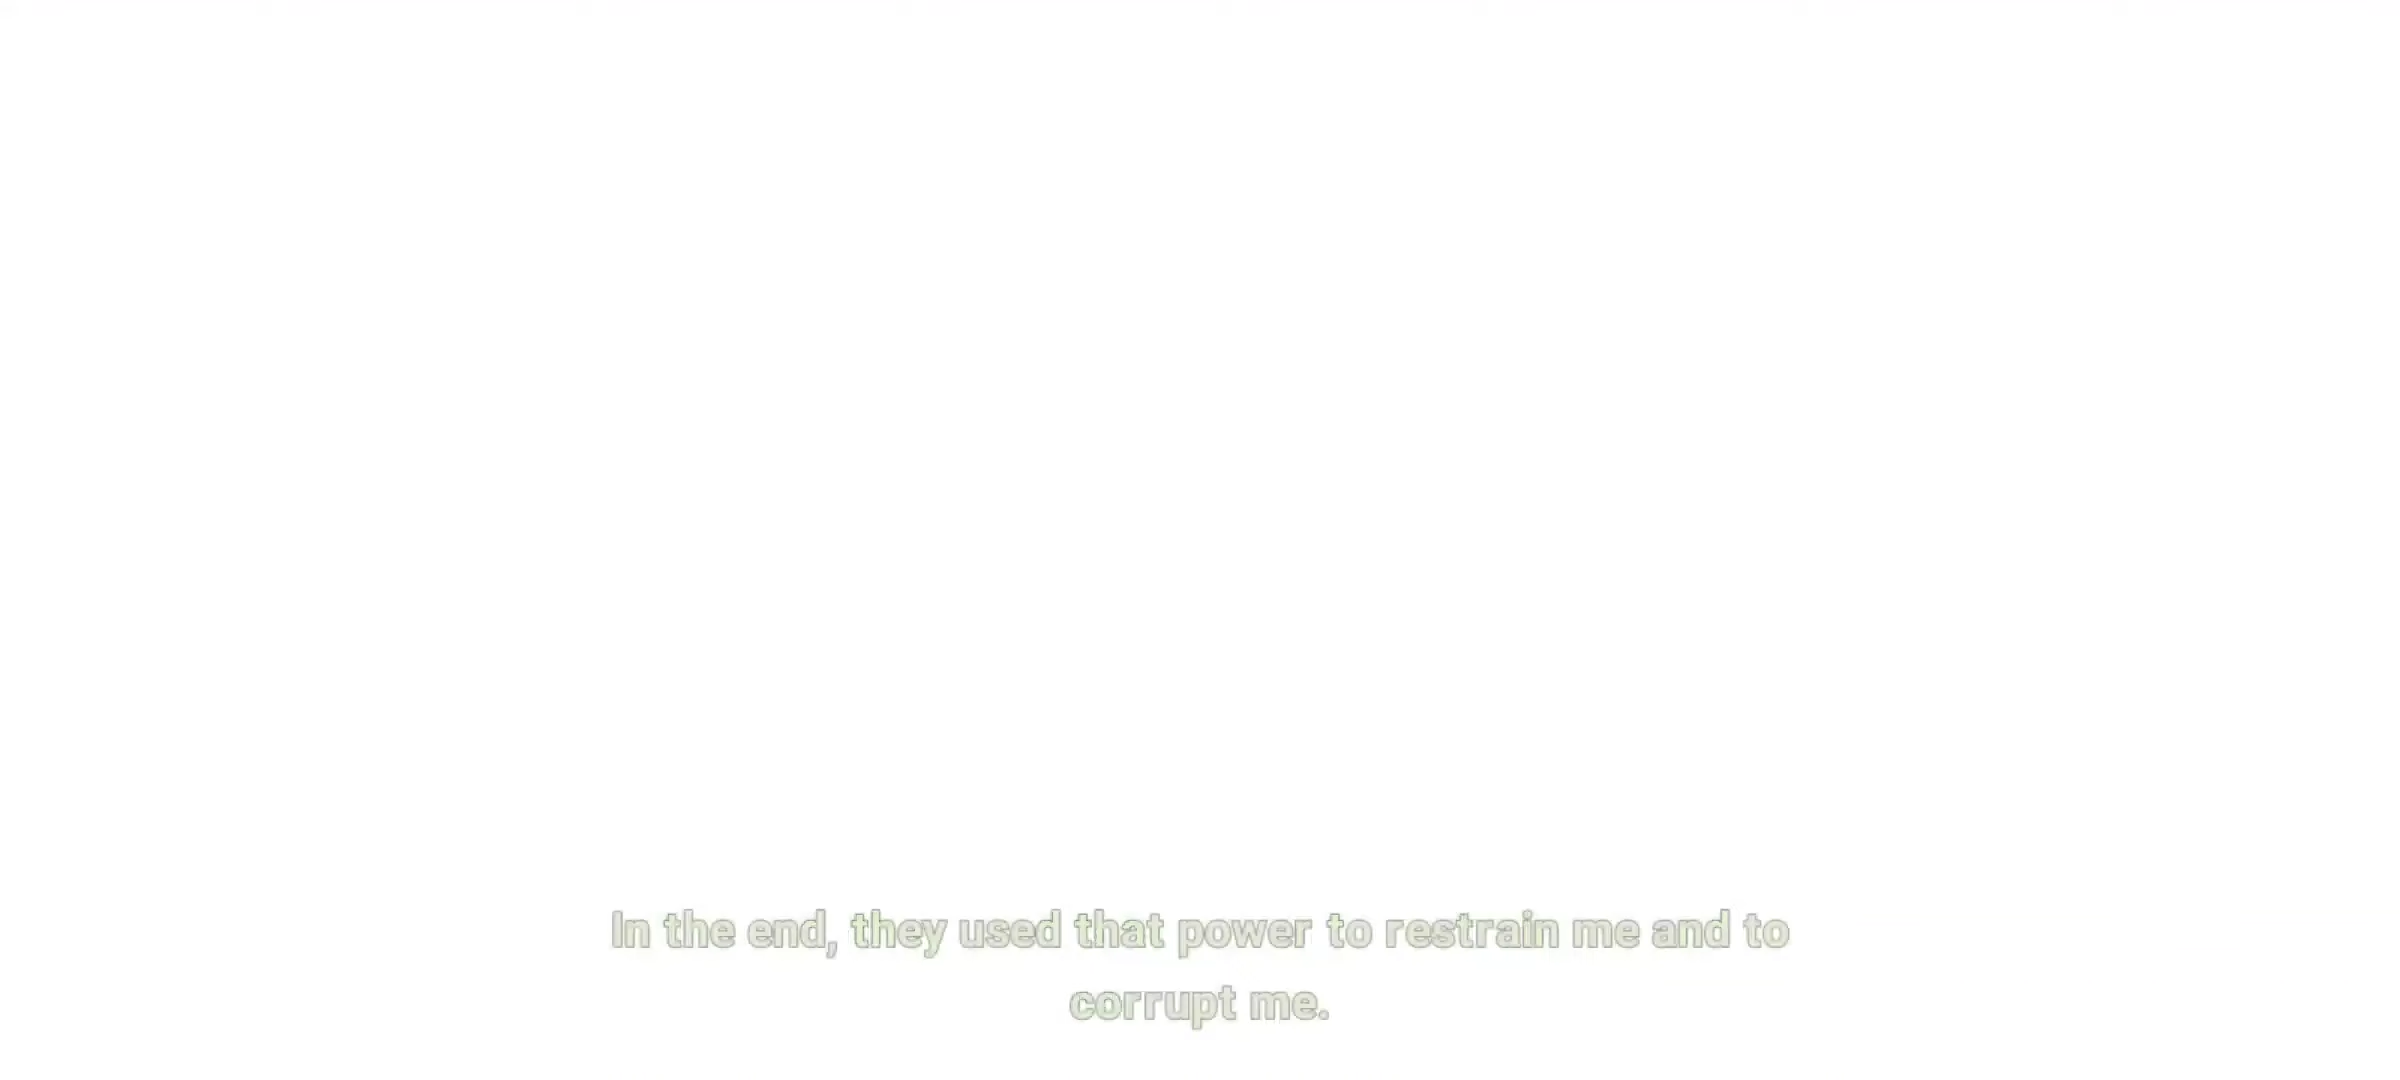 In the end, they used that power to restrain me and to
corrupt me.